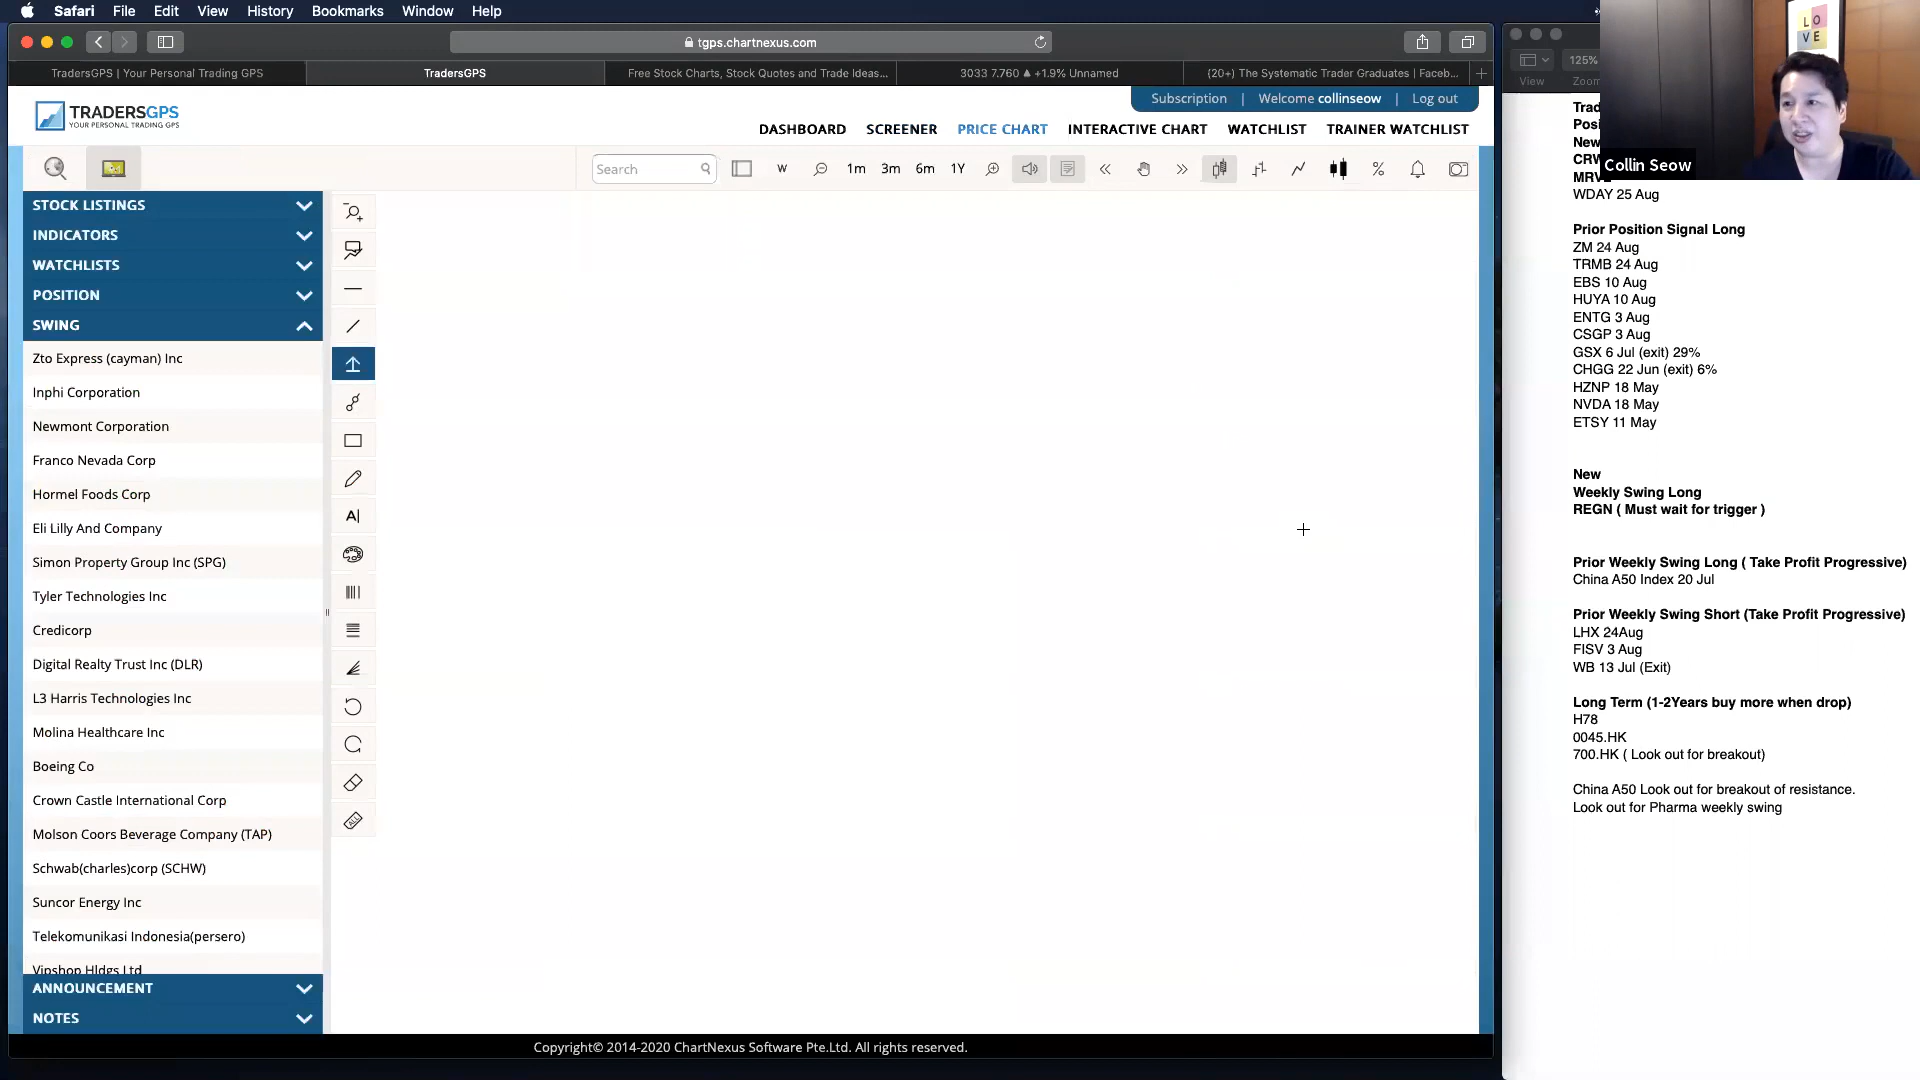 Safari File Edit View History Bookmarks Window Help
tgps.chartnexus.com
TradersGPS | Your Personal Trading GPS
TradersGPS
Free Stock Charts, Stock Quotes and Trade Ideas...
3033 7.760 ▲ +1.9% Unnamed
(20+) The Systematic Trader Graduates | Faceb...
TRADERSGPS
YOUR PERSONAL TRADING GPS
Subscription | Welcome collinseow | Log out
DASHBOARD SCREENER PRICE CHART INTERACTIVE CHART WATCHLIST TRAINER WATCHLIST
Search
W
1m 3m 6m 1Y
%
STOCK LISTINGS
INDICATORS
WATCHLISTS
POSITION
SWING
Zto Express (cayman) Inc
Inphi Corporation
Newmont Corporation
Franco Nevada Corp
Hormel Foods Corp
Eli Lilly And Company
Simon Property Group Inc (SPG)
Tyler Technologies Inc
Credicorp
Digital Realty Trust Inc (DLR)
L3 Harris Technologies Inc
Molina Healthcare Inc
Boeing Co
Crown Castle International Corp
Molson Coors Beverage Company (TAP)
Schwab(charles)corp (SCHW)
Suncor Energy Inc
Telekomunikasi Indonesia(persero)
Vipshop Hldgs Ltd
ANNOUNCEMENT
NOTES
A|
Copyright© 2014-2020 ChartNexus Software Pte.Ltd. All rights reserved.
125%
View
LOVE
Collin Seow
WDAY 25 Aug
Prior Position Signal Long
ZM 24 Aug
TRMB 24 Aug
EBS 10 Aug
HUYA 10 Aug
ENTG 3 Aug
CSGP 3 Aug
GSX 6 Jul (exit) 29%
CHGG 22 Jun (exit) 6%
HZNP 18 May
NVDA 18 May
ETSY 11 May
New
Weekly Swing Long
REGN ( Must wait for trigger )
Prior Weekly Swing Long ( Take Profit Progressive)
China A50 Index 20 Jul
Prior Weekly Swing Short (Take Profit Progressive)
LHX 24Aug
FISV 3 Aug
WB 13 Jul (Exit)
Long Term (1-2Years buy more when drop)
H78
0045.HK
700.HK ( Look out for breakout)
China A50 Look out for breakout of resistance.
Look out for Pharma weekly swing